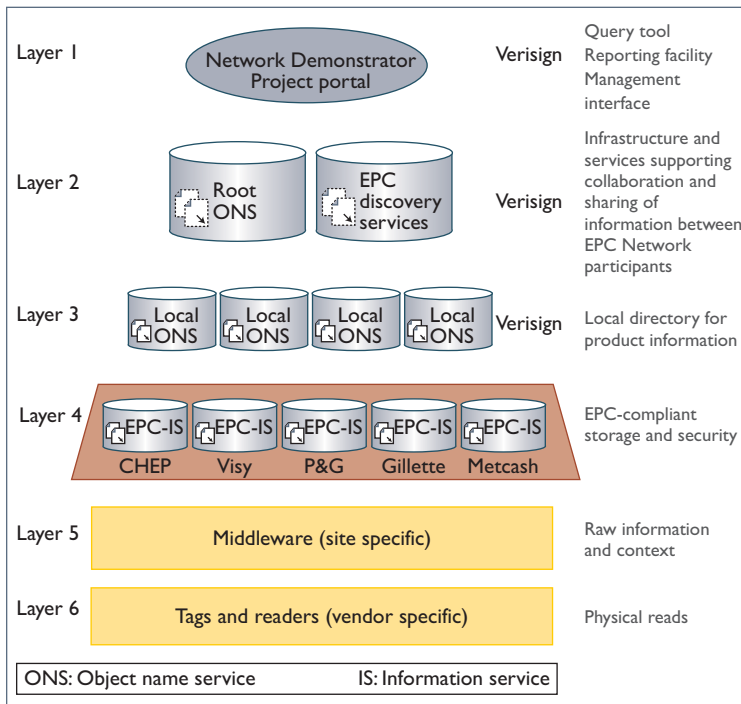 Layer 1
Network Demonstrator
Project portal
Verisign
Query tool
Reporting facility
Management
interface
Layer 2
Root
ONS
EPC
discovery
services
Verisign
Infrastructure and
services supporting
collaboration and
sharing of
information between
EPC Network
participants
Layer 3
Local
ONS
Local
ONS
Local
ONS
Local
ONS
Verisign
Local directory for
product information
Layer 4
EPC-IS
CHEP
EPC-IS
Visy
EPC-IS
P&G
EPC-IS
Gillette
EPC-IS
Metcash
EPC-compliant
storage and security
Layer 5
Middleware (site specific)
Raw information
and context
Layer 6
Tags and readers (vendor specific)
Physical reads
ONS: Object name service
IS: Information service